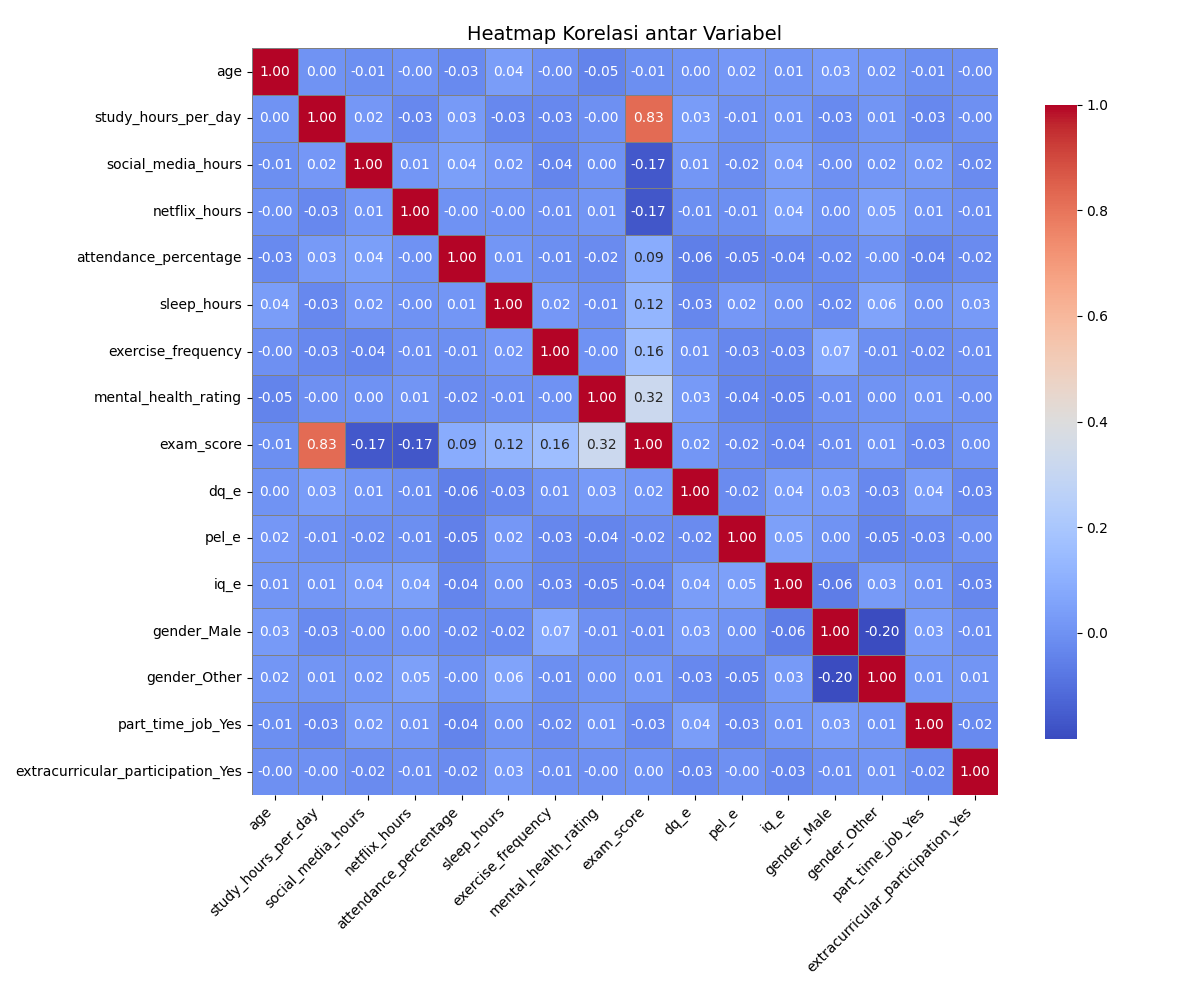 Heatmap Korelasi antar Variabel
age 1.00 0.00 -0.01 -0.00 -0.03 0.04 -0.00 -0.05 -0.01 0.00 0.02 0.01 0.03 0.02 -0.01 -0.00
study_hours_per_day 0.00 1.00 0.02 -0.03 0.03 -0.03 -0.03 -0.00 0.83 0.03 -0.01 0.01 -0.03 0.01 -0.03 -0.00
social_media_hours -0.01 0.02 1.00 0.01 0.04 0.02 -0.04 0.00 -0.17 0.01 -0.02 0.04 -0.00 0.02 0.02 -0.02
netflix_hours -0.00 -0.03 0.01 1.00 -0.00 -0.00 -0.01 0.01 -0.17 -0.01 -0.01 0.04 0.00 0.05 0.01 -0.01
attendance_percentage -0.03 0.03 0.04 -0.00 1.00 0.01 -0.01 -0.02 0.09 -0.06 -0.05 -0.04 -0.02 -0.00 -0.04 -0.02
sleep_hours 0.04 -0.03 0.02 -0.00 0.01 1.00 0.02 -0.01 0.12 -0.03 0.02 0.00 -0.02 0.06 0.00 0.03
exercise_frequency -0.00 -0.03 -0.04 -0.01 -0.01 0.02 1.00 -0.00 0.16 0.01 -0.03 -0.03 0.07 -0.01 -0.02 -0.01
mental_health_rating -0.05 -0.00 0.00 0.01 -0.02 -0.01 -0.00 1.00 0.32 0.03 -0.04 -0.05 -0.01 0.00 0.01 -0.00
exam_score -0.01 0.83 -0.17 -0.17 0.09 0.12 0.16 0.32 1.00 0.02 -0.02 -0.04 -0.01 0.01 -0.03 0.00
dq_e 0.00 0.03 0.01 -0.01 -0.06 -0.03 0.01 0.03 0.02 1.00 -0.02 0.04 0.03 -0.03 0.04 -0.03
pel_e 0.02 -0.01 -0.02 -0.01 -0.05 0.02 -0.03 -0.04 -0.02 -0.02 1.00 0.05 0.00 -0.05 -0.03 -0.00
iq_e 0.01 0.01 0.04 0.04 -0.04 0.00 -0.03 -0.05 -0.04 0.04 0.05 1.00 -0.06 0.03 0.01 -0.03
gender_Male 0.03 -0.03 -0.00 0.00 -0.02 -0.02 0.07 -0.01 -0.01 0.03 0.00 -0.06 1.00 -0.20 0.03 -0.01
gender_Other 0.02 0.01 0.02 0.05 -0.00 0.06 -0.01 0.00 0.01 -0.03 -0.05 0.03 -0.20 1.00 0.01 0.01
part_time_job_Yes -0.01 -0.03 0.02 0.01 -0.04 0.00 -0.02 0.01 -0.03 0.04 -0.03 0.01 0.03 0.01 1.00 -0.02
extracurricular_participation_Yes -0.00 -0.00 -0.02 -0.01 -0.02 0.03 -0.01 -0.00 0.00 -0.03 -0.00 -0.03 -0.01 0.01 -0.02 1.00
age
study_hours_per_day
social_media_hours
netflix_hours
attendance_percentage
sleep_hours
exercise_frequency
mental_health_rating
exam_score
dq_e
pel_e
iq_e
gender_Male
gender_Other
part_time_job_Yes
extracurricular_participation_Yes
1.0
0.8
0.6
0.4
0.2
0.0